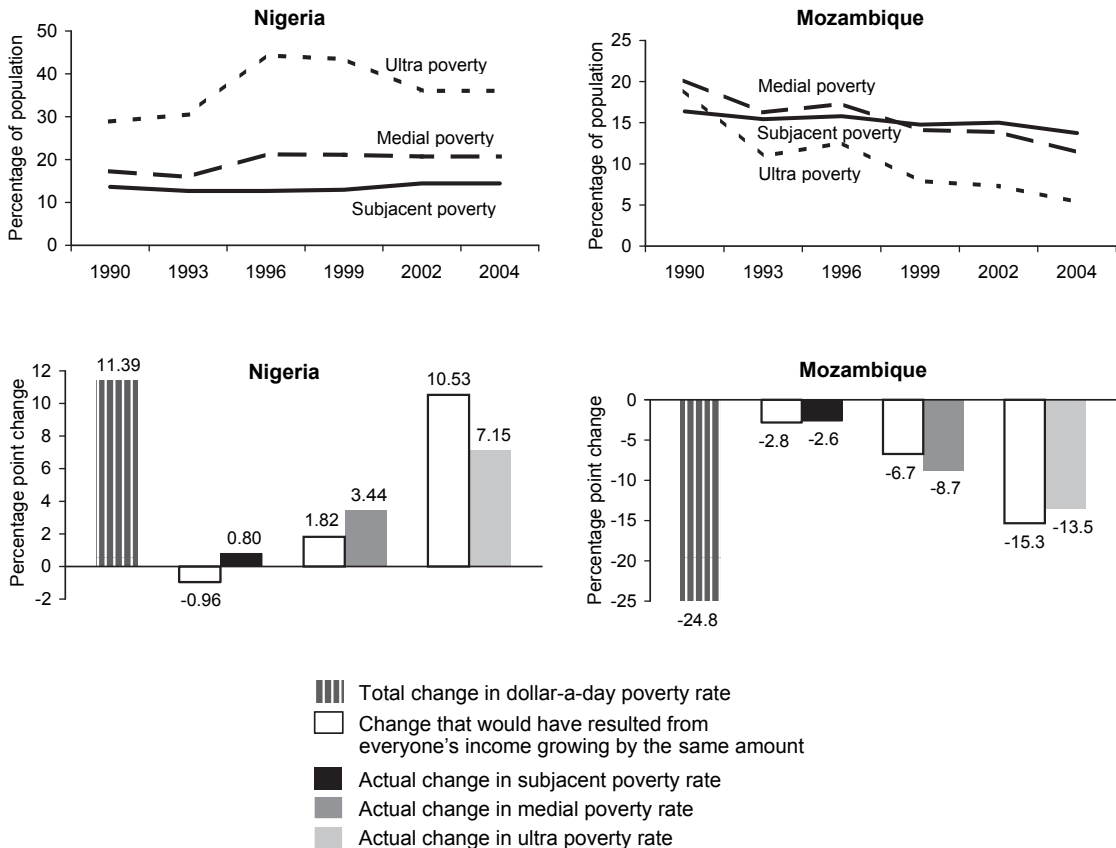 Nigeria
Percentage of population
50
40
30
20
10
0
Ultra poverty
Medial poverty
Subjacent poverty
1990 1993 1996 1999 2002 2004
Mozambique
Percentage of population
25
20
15
10
5
0
Medial poverty
Subjacent poverty
Ultra poverty
1990 1993 1996 1999 2002 2004
Nigeria
Percentage point change
12
10
8
6
4
2
0
-2
11.39
-0.96
0.80
1.82
3.44
10.53
7.15
Mozambique
Percentage point change
0
-5
-10
-15
-20
-25
-24.8
-2.8
-2.6
-6.7
-8.7
-15.3
-13.5
Total change in dollar-a-day poverty rate
Change that would have resulted from
everyone's income growing by the same amount
Actual change in subjacent poverty rate
Actual change in medial poverty rate
Actual change in ultra poverty rate